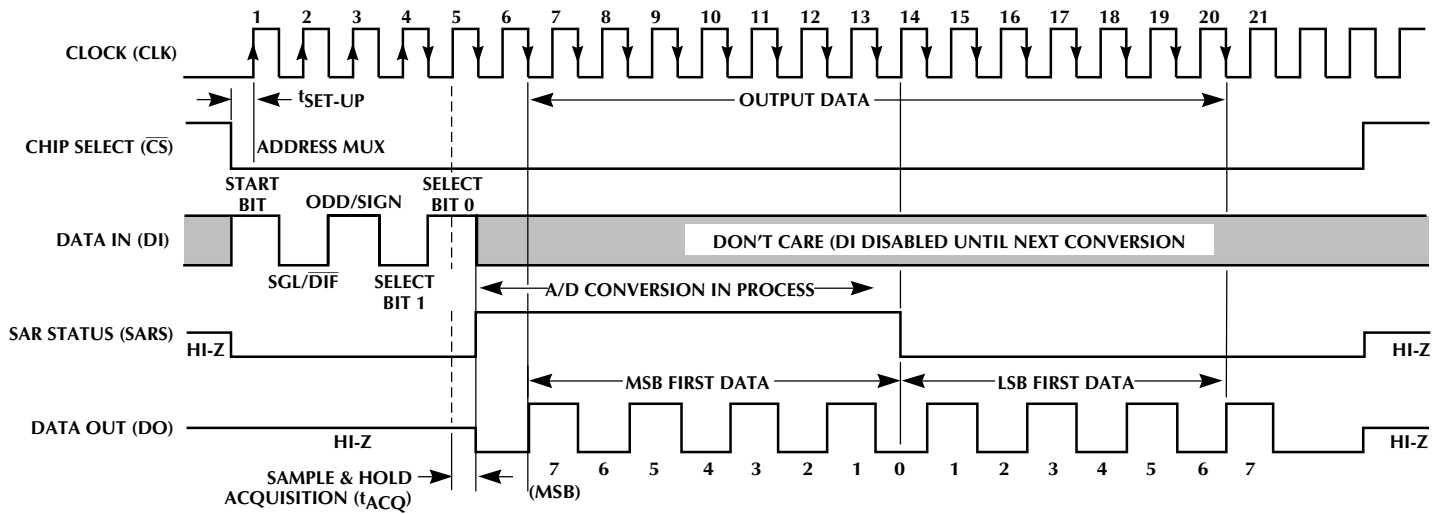 1 2 3 4 5 6 7 8 9 10 11 12 13 14 15 16 17 18 19 20 21
CLOCK (CLK)
tSET-UP
OUTPUT DATA
CHIP SELECT (C̅S̅)
ADDRESS MUX
START
BIT
ODD/SIGN
SELECT
BIT 0
DATA IN (DI)
DON'T CARE (DI DISABLED UNTIL NEXT CONVERSION
SGL/D̅I̅F̅
SELECT
BIT 1
A/D CONVERSION IN PROCESS
SAR STATUS (SARS)
HI-Z
HI-Z
MSB FIRST DATA
LSB FIRST DATA
DATA OUT (DO)
HI-Z
HI-Z
7 6 5 4 3 2 1 0 1 2 3 4 5 6 7
(MSB)
SAMPLE & HOLD
ACQUISITION (tACQ)